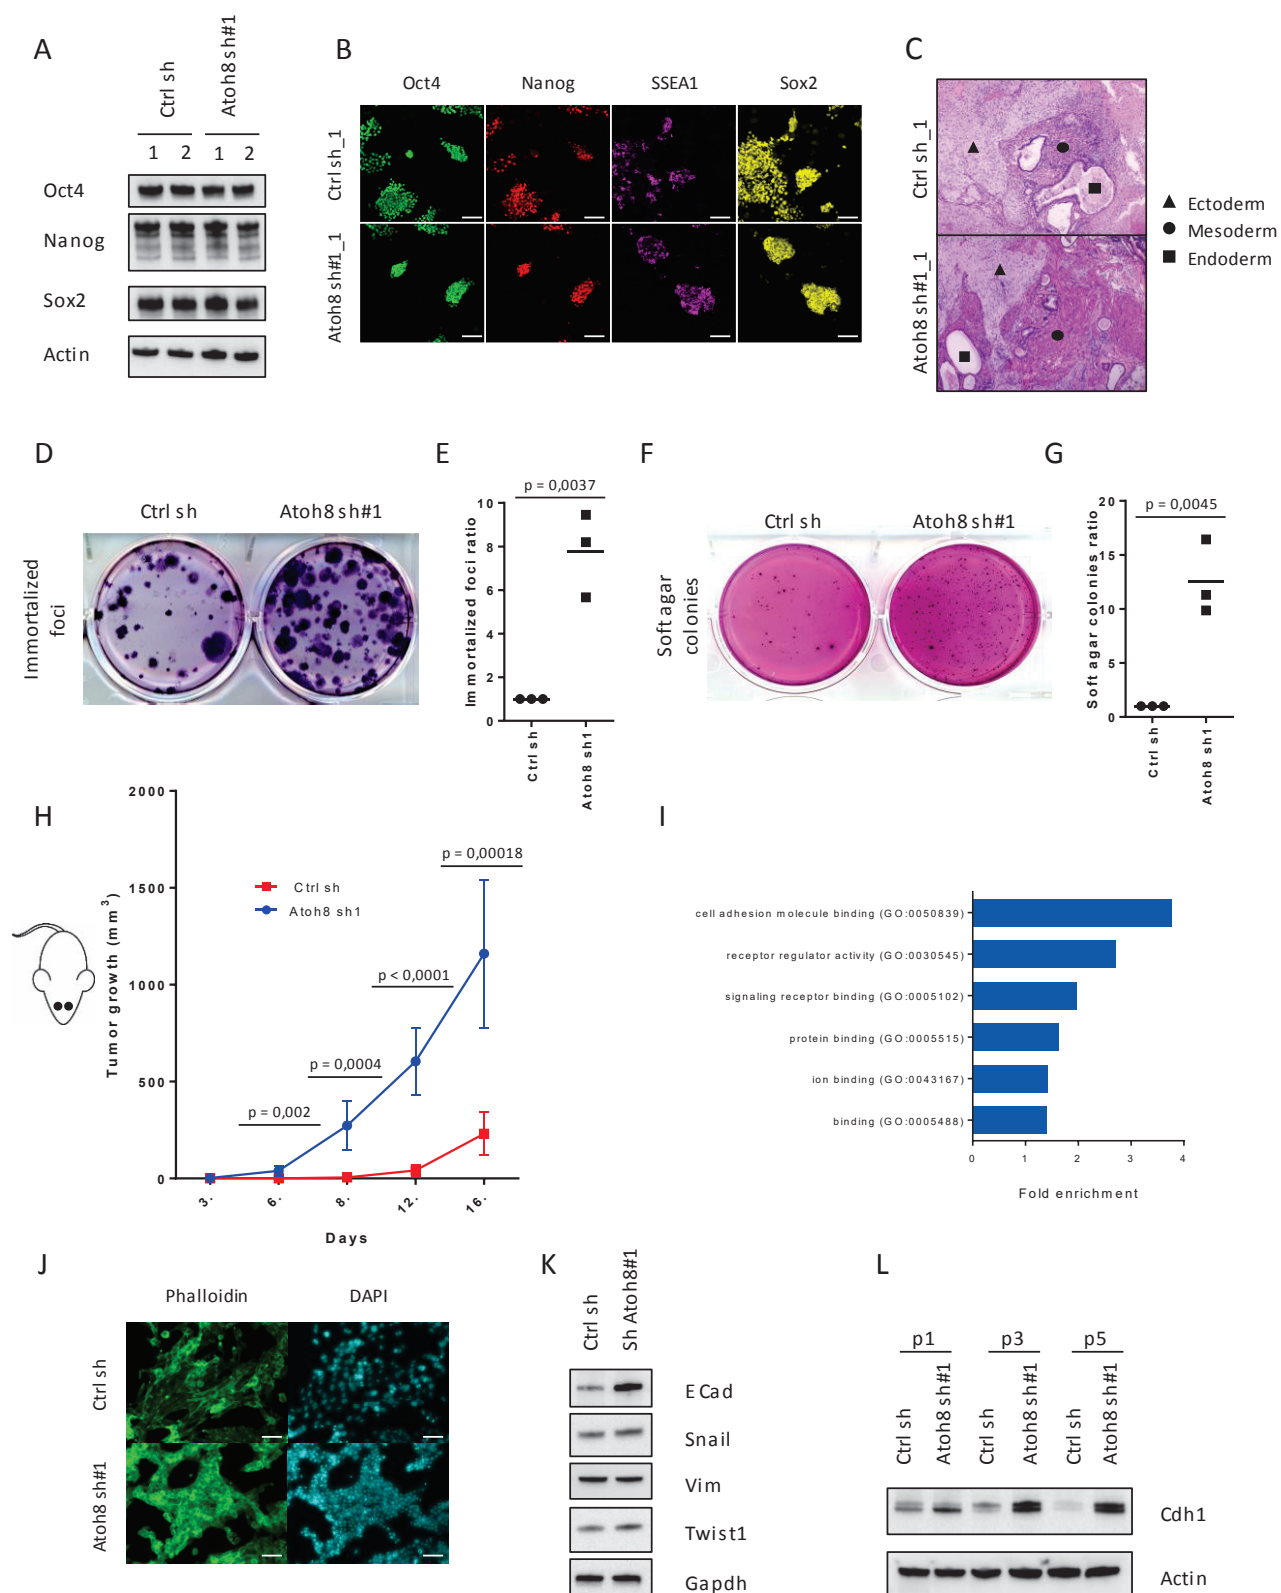 A
Ctrl sh
Atoh8 sh#1
1 2 1 2
Oct4
Nanog
Sox2
Actin
B
Oct4 Nanog SSEA1 Sox2
Ctrl sh_1
Atoh8 sh#1_1
C
Ctrl sh_1
Atoh8 sh#1_1
Ectoderm
Mesoderm
Endoderm
D
Ctrl sh Atoh8 sh#1
Immortalized
foci
E
p = 0,0037
Immortalized foci ratio
10
8
6
4
2
0
Ctrl sh
Atoh8 sh1
F
Ctrl sh Atoh8 sh#1
Soft agar
colonies
G
p = 0,0045
Soft agar colonies ratio
20
15
10
5
0
Ctrl sh
Atoh8 sh1
H
Tumor growth (mm3)
2000
1500
1000
500
0
Ctrl sh
Atoh8 sh1
p = 0,002
p = 0,0004
p < 0,0001
p = 0,00018
3. 6. 8. 12. 16.
Days
I
cell adhesion molecule binding (GO:0050839)
receptor regulator activity (GO:0030545)
signaling receptor binding (GO:0005102)
protein binding (GO:0005515)
ion binding (GO:0043167)
binding (GO:0005488)
0 1 2 3 4
Fold enrichment
J
Phalloidin DAPI
Ctrl sh
Atoh8 sh#1
K
Ctrl sh
Sh Atoh8#1
ECad
Snail
Vim
Twist1
Gapdh
L
p1 p3 p5
Ctrl sh
Atoh8 sh#1
Ctrl sh
Atoh8 sh#1
Ctrl sh
Atoh8 sh#1
Cdh1
Actin